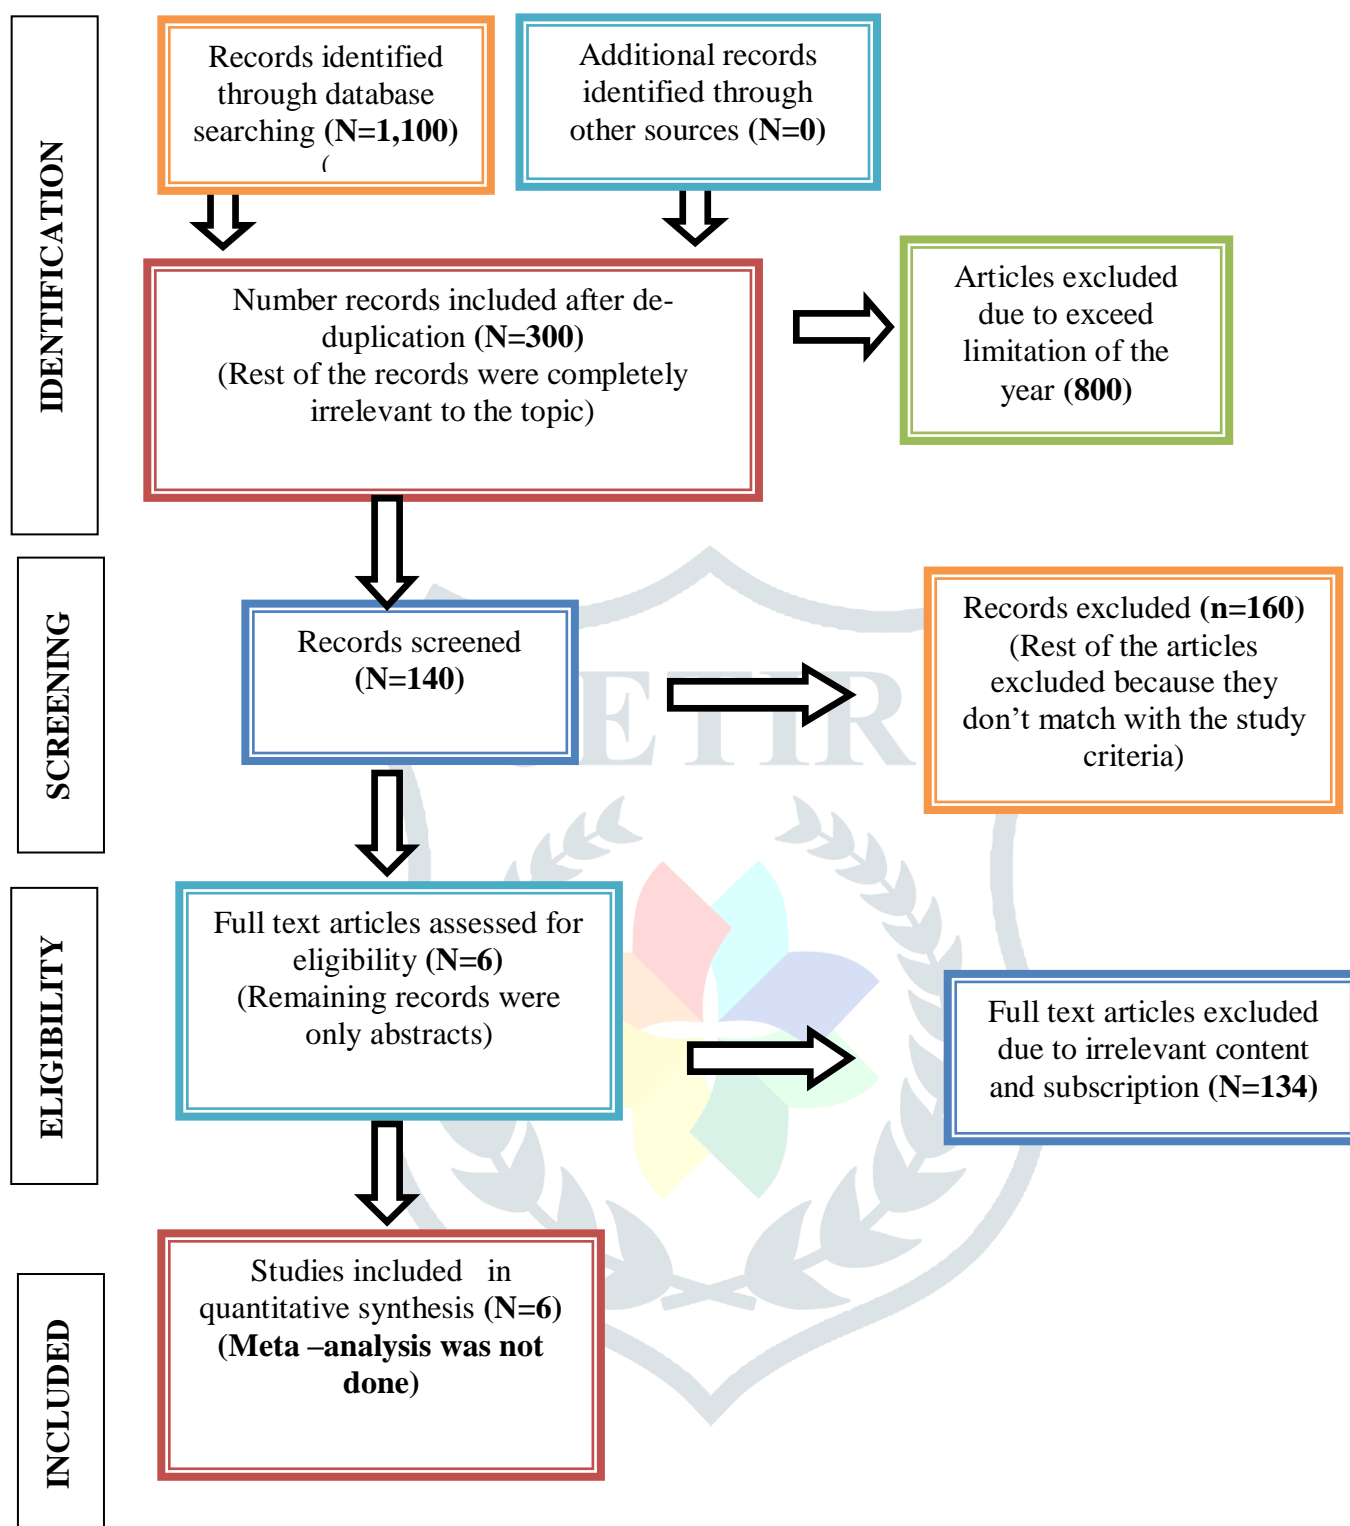 IDENTIFICATION
Records identified
through database
searching (N=1,100)
(
Additional records
identified through
other sources (N=0)
Number records included after de-
duplication (N=300)
(Rest of the records were completely
irrelevant to the topic)
Articles excluded
due to exceed
limitation of the
year (800)
SCREENING
Records screened
(N=140)
Records excluded (n=160)
(Rest of the articles
excluded because they
don’t match with the study
criteria)
ETIR
ELIGIBILITY
Full text articles assessed for
eligibility (N=6)
(Remaining records were
only abstracts)
Full text articles excluded
due to irrelevant content
and subscription (N=134)
INCLUDED
Studies included   in
quantitative synthesis (N=6)
(Meta –analysis was not
done)